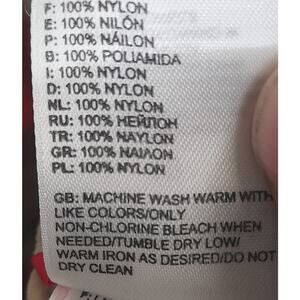 F: 100% NYLON
E: 100% NILÓN
P: 100% NÁILON
B: 100% POLIAMIDA
I: 100% NYLON
D: 100% NYLON
NL: 100% NYLON
RU: 100% НЕЙЛОН
TR: 100% NAYLON
GR: 100% ΝΑΙΛΟΝ
PL: 100% NYLON
GB: MACHINE WASH WARM WITH
LIKE COLORS/ONLY
NON-CHLORINE BLEACH WHEN
NEEDED/TUMBLE DRY LOW/
WARM IRON AS DESIRED/DO NOT
DRY CLEAN